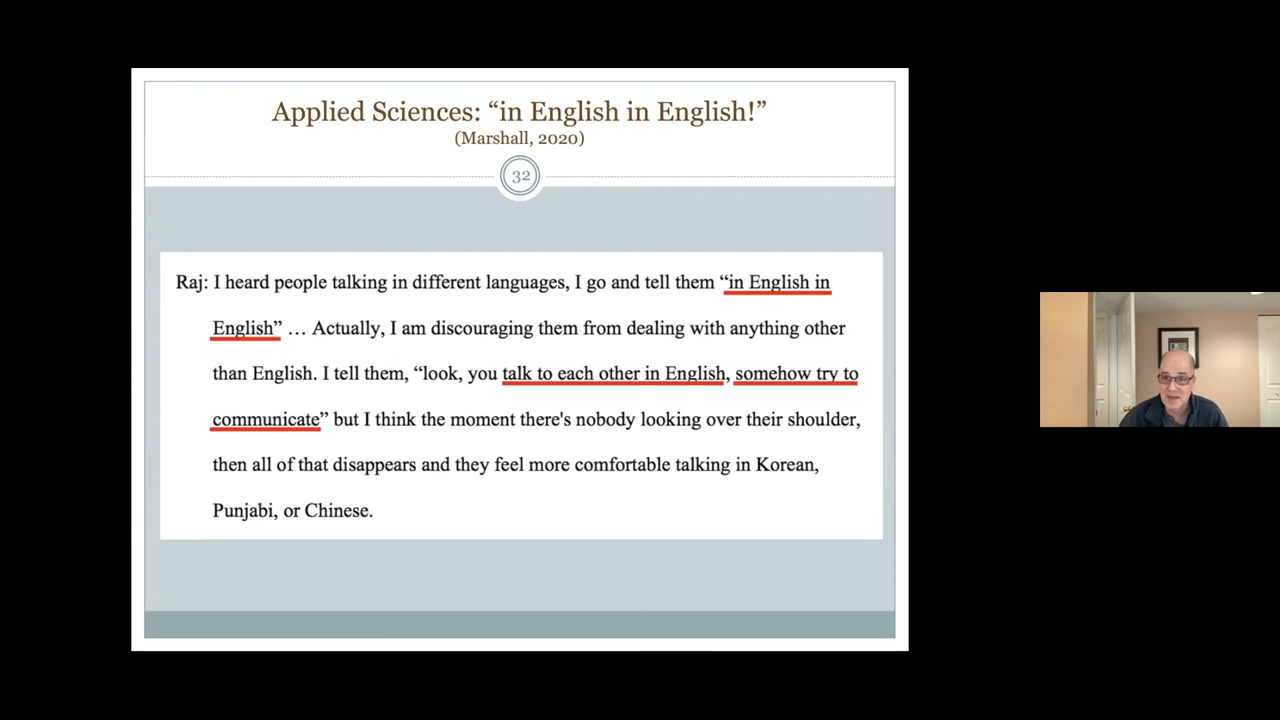 Applied Sciences: “in English in English!”
(Marshall, 2020)
32
Raj: I heard people talking in different languages, I go and tell them “in English in
English” … Actually, I am discouraging them from dealing with anything other
than English. I tell them, “look, you talk to each other in English, somehow try to
communicate” but I think the moment there's nobody looking over their shoulder,
then all of that disappears and they feel more comfortable talking in Korean,
Punjabi, or Chinese.